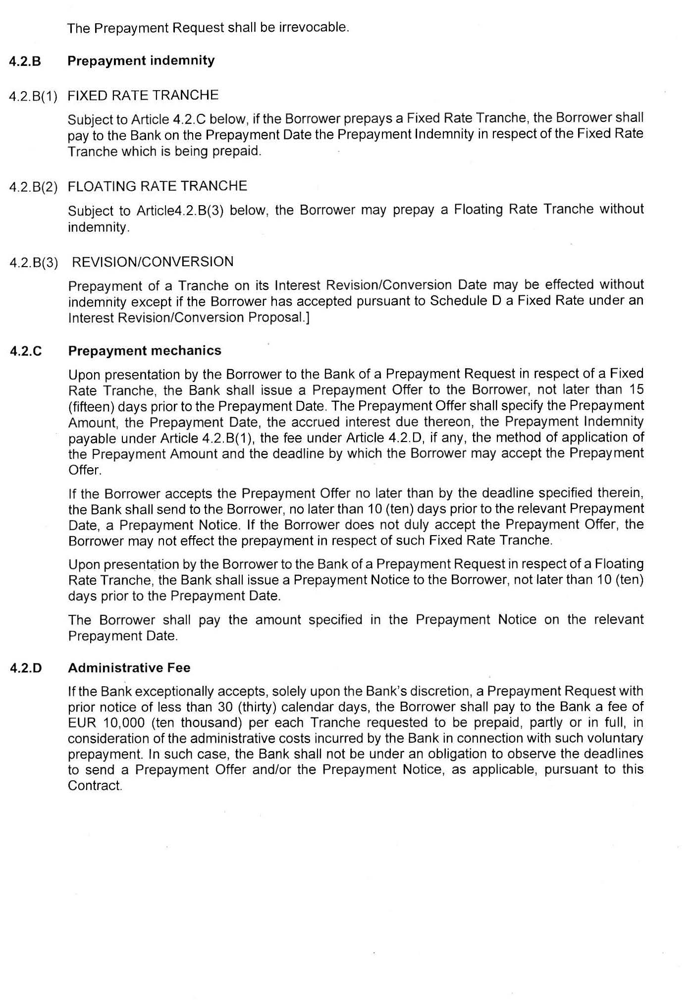 The Prepayment Request shall be irrevocable.
4.2.B Prepayment indemnity
4.2.B(1) FIXED RATE TRANCHE
Subject to Article 4.2.C below, if the Borrower prepays a Fixed Rate Tranche, the Borrower shall
pay to the Bank on the Prepayment Date the Prepayment Indemnity in respect of the Fixed Rate
Tranche which is being prepaid.
4.2.B(2) FLOATING RATE TRANCHE
Subject to Article4.2.B(3) below, the Borrower may prepay a Floating Rate Tranche without
indemnity.
4.2.B(3) REVISION/CONVERSION
Prepayment of a Tranche on its Interest Revision/Conversion Date may be effected without
indemnity except if the Borrower has accepted pursuant to Schedule D a Fixed Rate under an
Interest Revision/Conversion Proposal.]
4.2.C Prepayment mechanics
Upon presentation by the Borrower to the Bank of a Prepayment Request in respect of a Fixed
Rate Tranche, the Bank shall issue a Prepayment Offer to the Borrower, not later than 15
(fifteen) days prior to the Prepayment Date. The Prepayment Offer shall specify the Prepayment
Amount, the Prepayment Date, the accrued interest due thereon, the Prepayment Indemnity
payable under Article 4.2.B(1), the fee under Article 4.2.D, if any, the method of application of
the Prepayment Amount and the deadline by which the Borrower may accept the Prepayment
Offer.
If the Borrower accepts the Prepayment Offer no later than by the deadline specified therein,
the Bank shall send to the Borrower, no later than 10 (ten) days prior to the relevant Prepayment
Date, a Prepayment Notice. If the Borrower does not duly accept the Prepayment Offer, the
Borrower may not effect the prepayment in respect of such Fixed Rate Tranche.
Upon presentation by the Borrower to the Bank of a Prepayment Request in respect of a Floating
Rate Tranche, the Bank shall issue a Prepayment Notice to the Borrower, not later than 10 (ten)
days prior to the Prepayment Date.
The Borrower shall pay the amount specified in the Prepayment Notice on the relevant
Prepayment Date.
4.2.D Administrative Fee
If the Bank exceptionally accepts, solely upon the Bank's discretion, a Prepayment Request with
prior notice of less than 30 (thirty) calendar days, the Borrower shall pay to the Bank a fee of
EUR 10,000 (ten thousand) per each Tranche requested to be prepaid, partly or in full, in
consideration of the administrative costs incurred by the Bank in connection with such voluntary
prepayment. In such case, the Bank shall not be under an obligation to observe the deadlines
to send a Prepayment Offer and/or the Prepayment Notice, as applicable, pursuant to this
Contract.